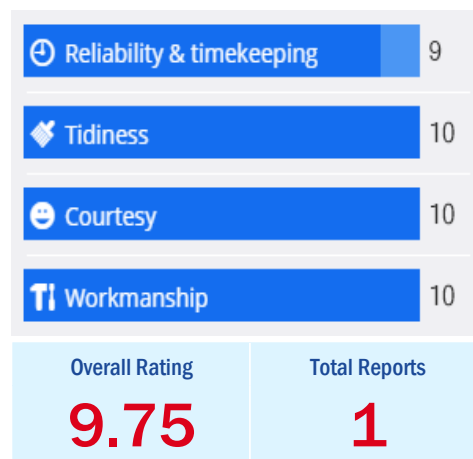 Reliability & timekeeping 9
Tidiness 10
Courtesy 10
Workmanship 10
Overall Rating Total Reports
9.75 1